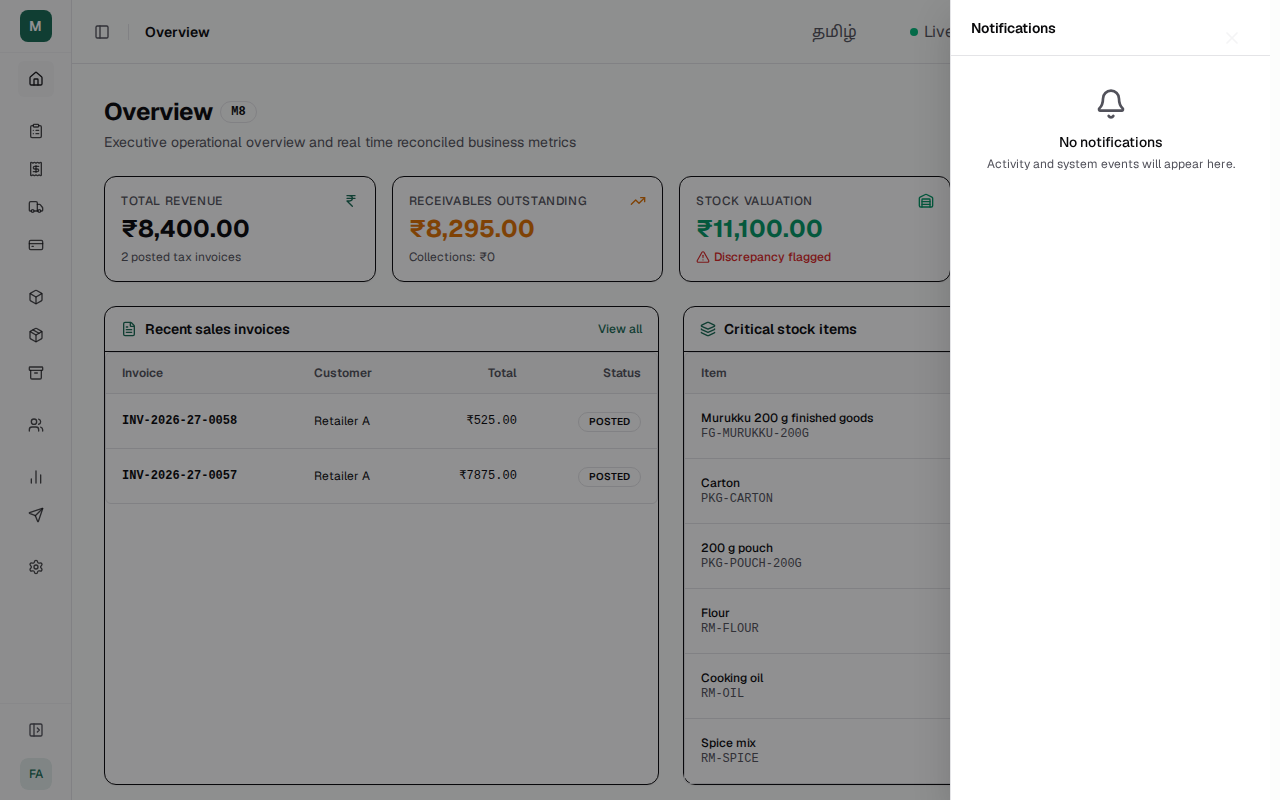 M
Overview
தமிழ்
Live
Notifications
No notifications
Activity and system events will appear here.
Overview
M8
Executive operational overview and real time reconciled business metrics
TOTAL REVENUE
₹
₹8,400.00
2 posted tax invoices
RECEIVABLES OUTSTANDING
₹8,295.00
Collections: ₹0
STOCK VALUATION
₹11,100.00
Discrepancy flagged
Recent sales invoices
View all
Invoice Customer Total Status
INV-2026-27-0058 Retailer A ₹525.00 POSTED
INV-2026-27-0057 Retailer A ₹7875.00 POSTED
Critical stock items
Item
Murukku 200 g finished goods
FG-MURUKKU-200G
Carton
PKG-CARTON
200 g pouch
PKG-POUCH-200G
Flour
RM-FLOUR
Cooking oil
RM-OIL
Spice mix
RM-SPICE
FA